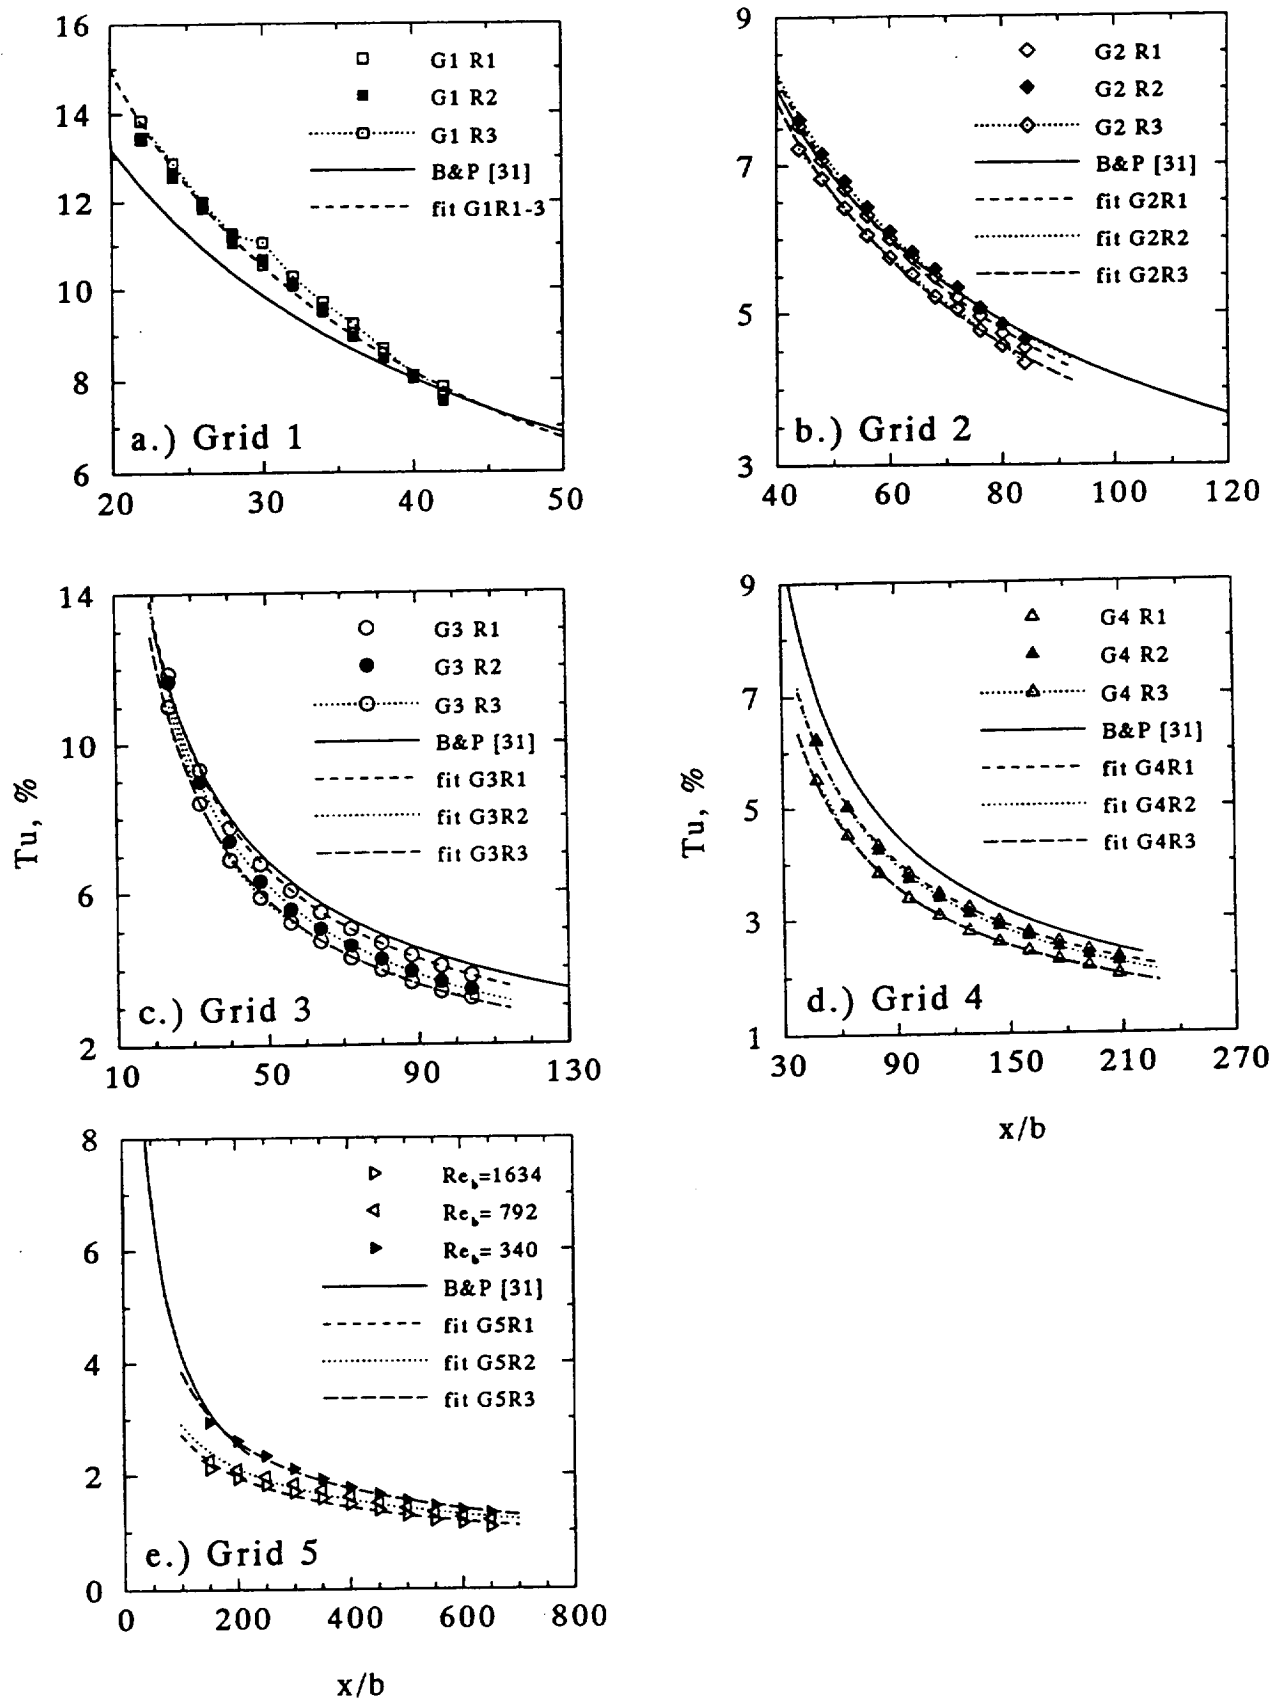 16
14
12
10
8
6
20
30
40
50
G1 R1
G1 R2
G1 R3
B&P [31]
fit G1R1-3
a.) Grid 1
9
7
5
3
40
60
80
100
120
G2 R1
G2 R2
G2 R3
B&P [31]
fit G2R1
fit G2R2
fit G2R3
b.) Grid 2
Tu, %
14
10
6
2
10
50
90
130
G3 R1
G3 R2
G3 R3
B&P [31]
fit G3R1
fit G3R2
fit G3R3
c.) Grid 3
Tu, %
9
7
5
3
1
30
90
150
210
270
G4 R1
G4 R2
G4 R3
B&P [31]
fit G4R1
fit G4R2
fit G4R3
d.) Grid 4
x/b
8
6
4
2
0
0
200
400
600
800
Re_b=1634
Re_b= 792
Re_b= 340
B&P [31]
fit G5R1
fit G5R2
fit G5R3
e.) Grid 5
x/b